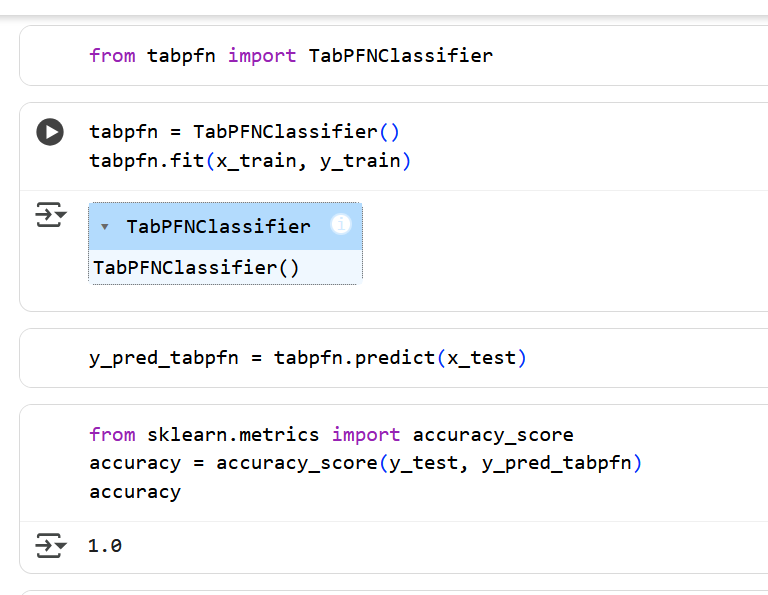 from tabpfn import TabPFNClassifier
tabpfn = TabPFNClassifier()
tabpfn.fit(x_train, y_train)
TabPFNClassifier
TabPFNClassifier()
y_pred_tabpfn = tabpfn.predict(x_test)
from sklearn.metrics import accuracy_score
accuracy = accuracy_score(y_test, y_pred_tabpfn)
accuracy
1.0